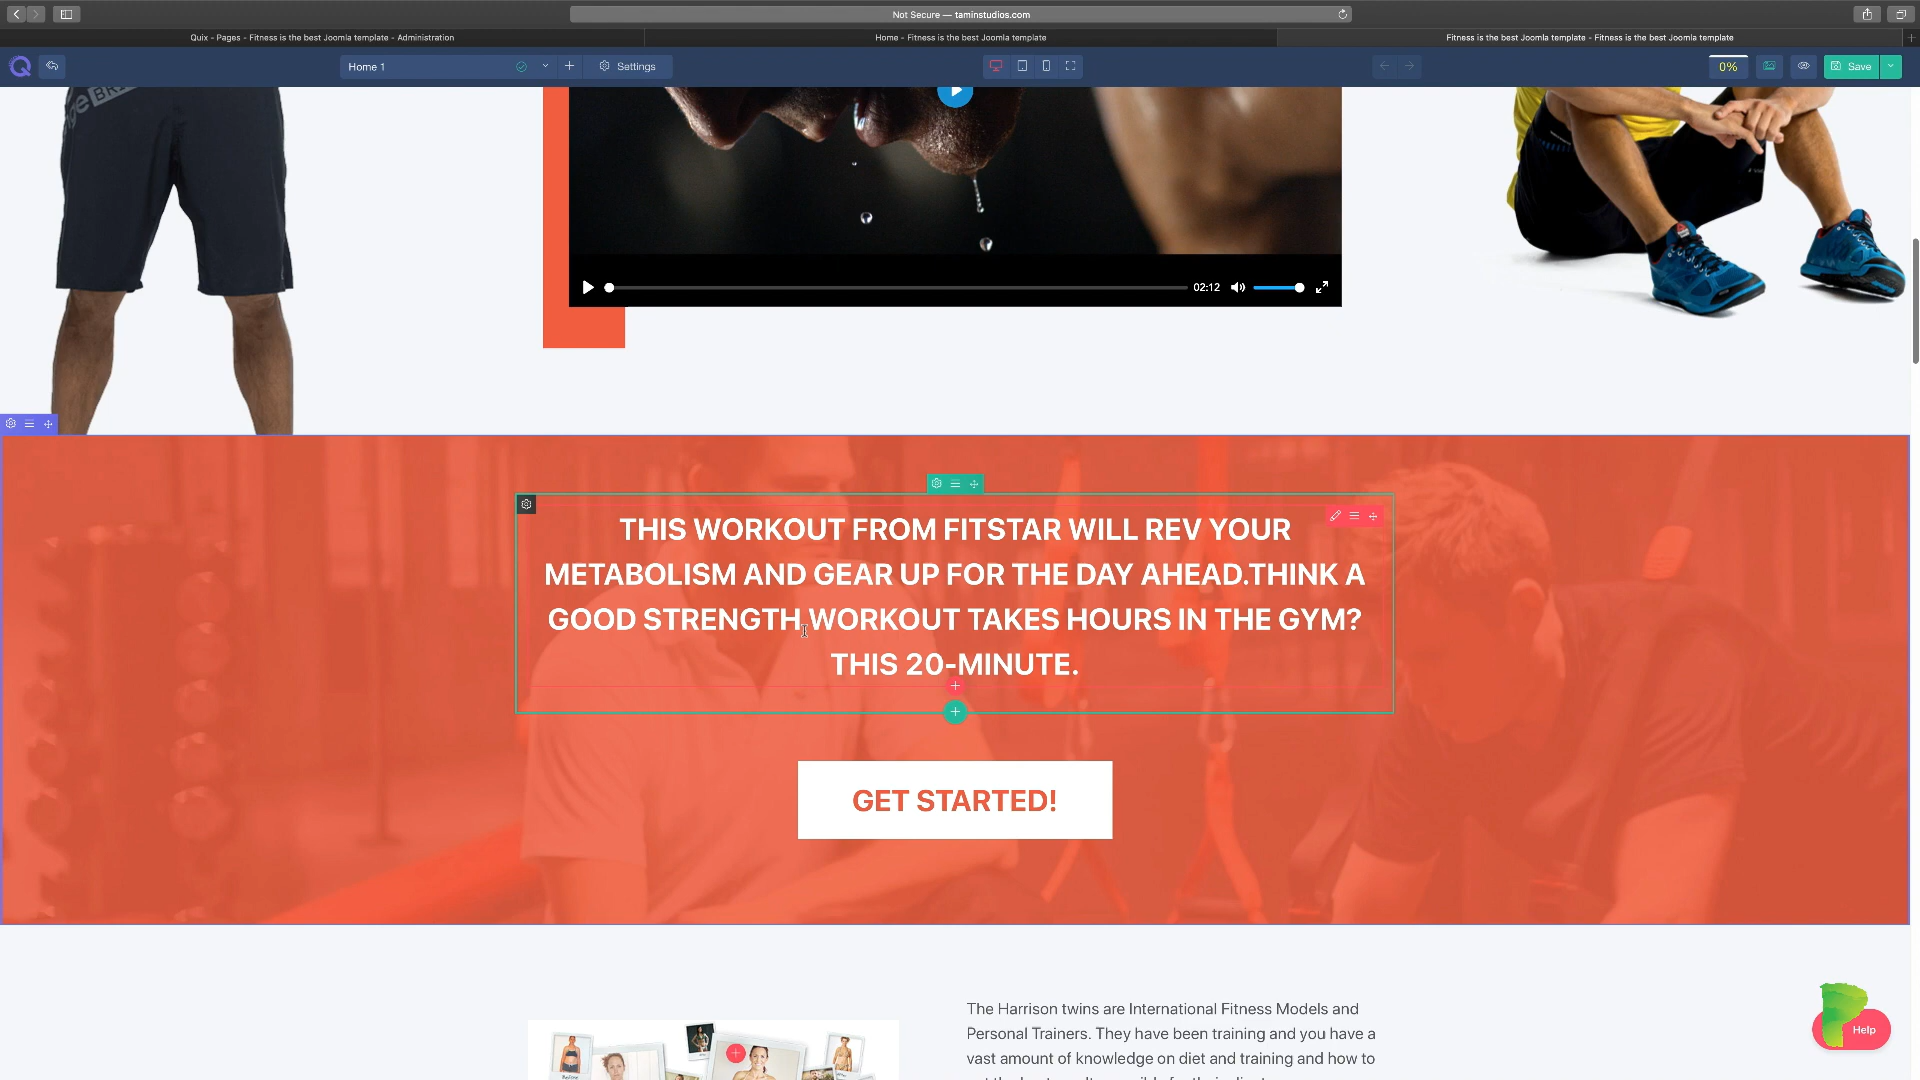 Not Secure — taminstudios.com
Quix - Pages - Fitness is the best Joomla template - Administration
Home - Fitness is the best Joomla template
Fitness is the best Joomla template - Fitness is the best Joomla template
Home 1
Settings
0%
Save
02:12
THIS WORKOUT FROM FITSTAR WILL REV YOUR
METABOLISM AND GEAR UP FOR THE DAY AHEAD.THINK A
GOOD STRENGTH WORKOUT TAKES HOURS IN THE GYM?
THIS 20-MINUTE.
GET STARTED!
The Harrison twins are International Fitness Models and
Personal Trainers. They have been training and you have a
vast amount of knowledge on diet and training and how to
Help